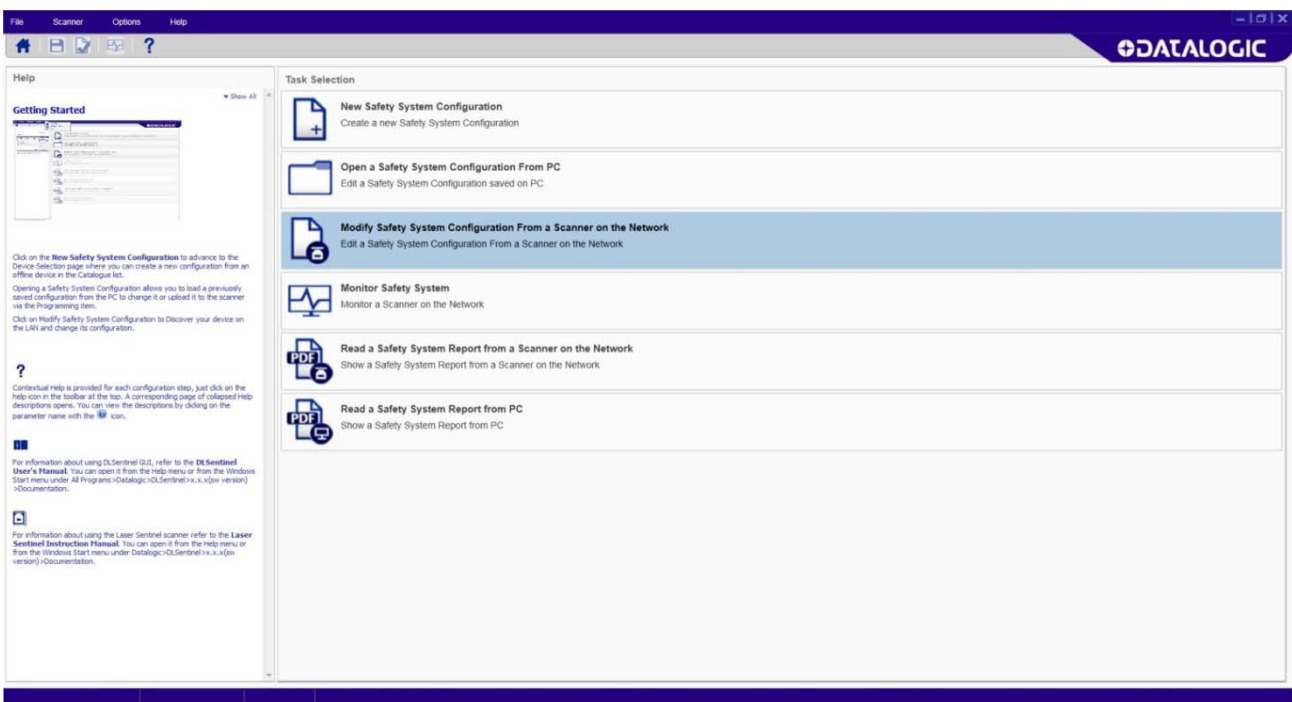 File Scanner Options Help
?
DATALOGIC
Help
Show All
Getting Started
Click on the New Safety System Configuration to advance to the
Device Selection page where you can create a new configuration from an
offline device in the Catalogue list.
Opening a Safety System Configuration allows you to load a previously
saved configuration from the PC to change it or upload it to the scanner
via the Programming item.
Click on Modify Safety System Configuration to Discover your device on
the LAN and change its configuration.
?
Contextual Help is provided for each configuration step, just click on the
help icon in the toolbar at the top. A corresponding page of collapsed Help
descriptions opens. You can view the descriptions by clicking on the
parameter name with the icon.
For information about using DLSentinel GUI, refer to the DLSentinel
User's Manual. You can open it from the Help menu or from the Windows
Start menu under All Programs>Datalogic>DLSentinel>x.x.x(sw version)
>Documentation.
For information about using the Laser Sentinel scanner refer to the Laser
Sentinel Instruction Manual. You can open it from the Help menu or
from the Windows Start menu under Datalogic>DLSentinel>x.x.x(sw
version)>Documentation.
Task Selection
New Safety System Configuration
Create a new Safety System Configuration
Open a Safety System Configuration From PC
Edit a Safety System Configuration saved on PC
Modify Safety System Configuration From a Scanner on the Network
Edit a Safety System Configuration From a Scanner on the Network
Monitor Safety System
Monitor a Scanner on the Network
PDF
Read a Safety System Report from a Scanner on the Network
Show a Safety System Report from a Scanner on the Network
PDF
Read a Safety System Report from PC
Show a Safety System Report from PC